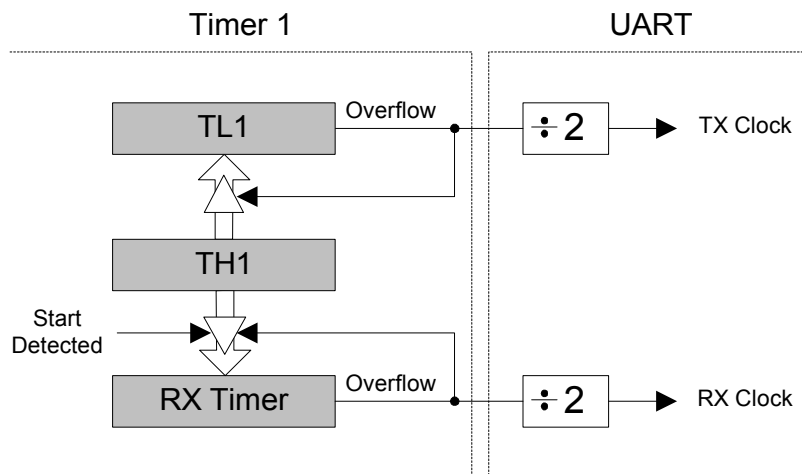 Timer 1
UART
TL1
Overflow
÷ 2
TX Clock
TH1
Start
Detected
RX Timer
Overflow
÷ 2
RX Clock